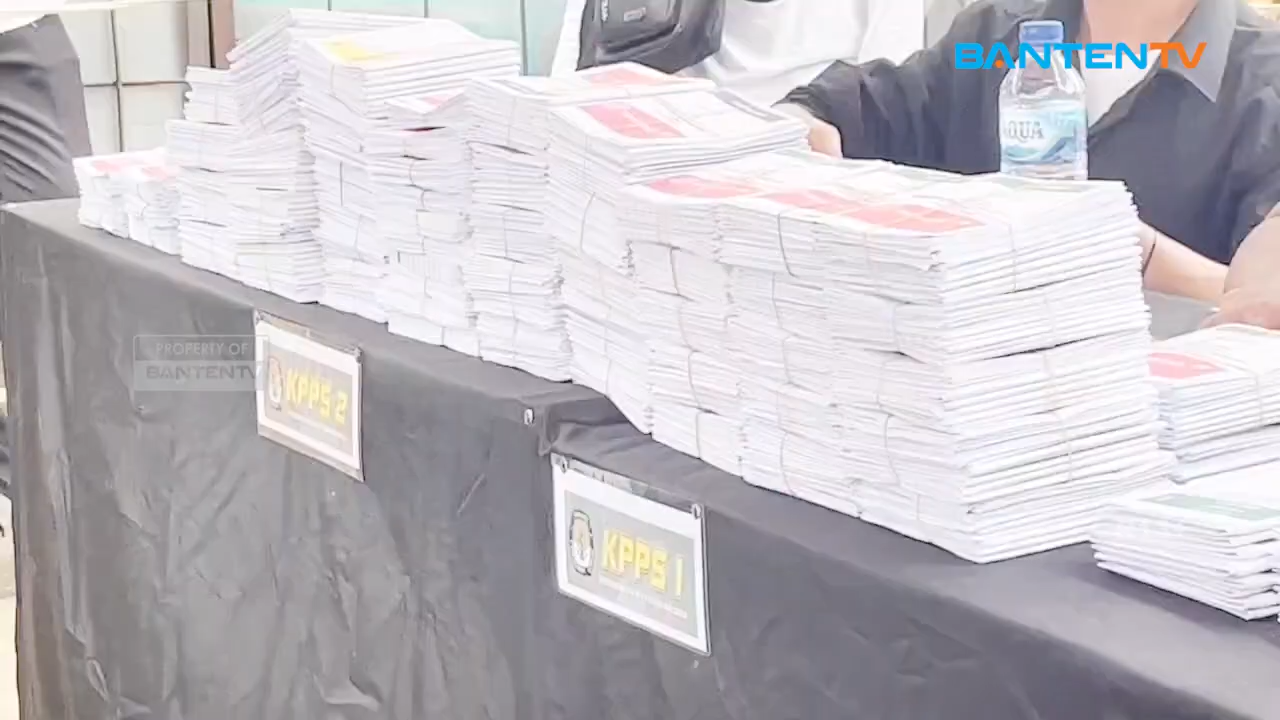 BANTENTV
AQUA
PROPERTY OF
BANTENTV
KPPS 2
KPPS 1